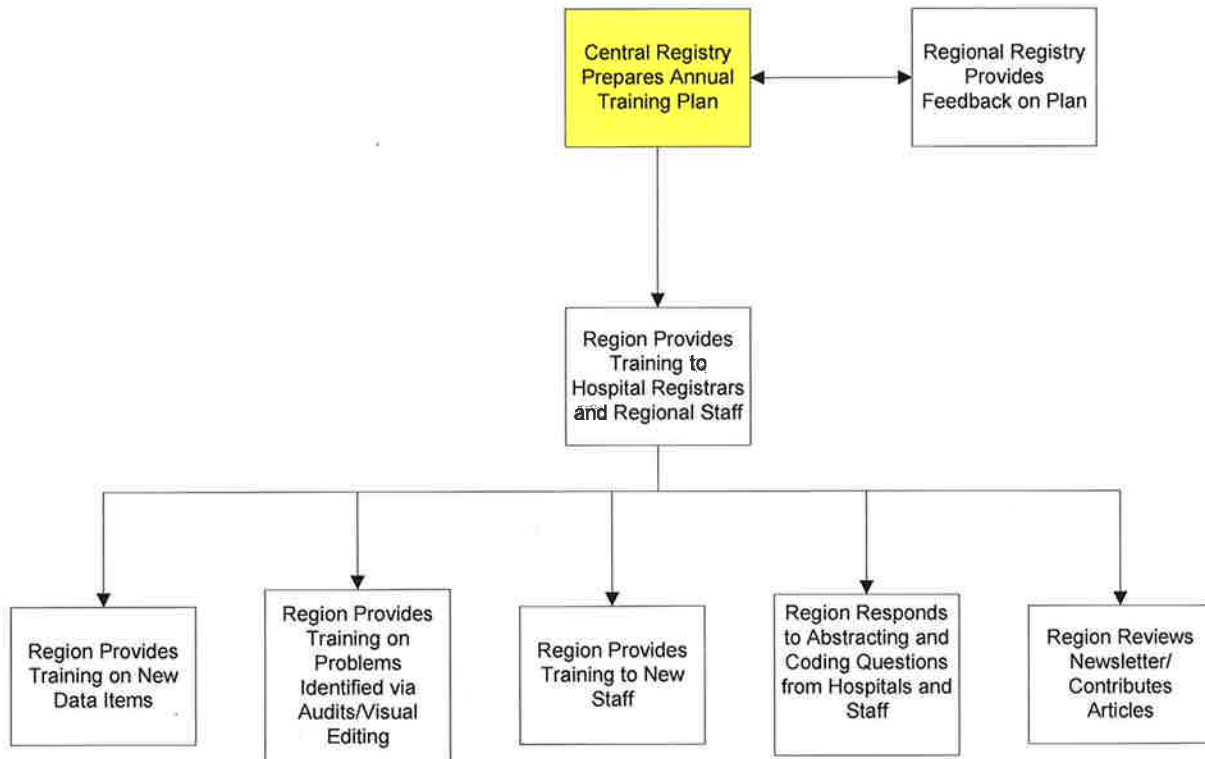 Central Registry
Prepares Annual
Training Plan
Regional Registry
Provides
Feedback on Plan
Region Provides
Training to
Hospital Registrars
and Regional Staff
Region Provides
Training on New
Data Items
Region Provides
Training on
Problems
Identified via
Audits/Visual
Editing
Region Provides
Training to New
Staff
Region Responds
to Abstracting and
Coding Questions
from Hospitals and
Staff
Region Reviews
Newsletter/
Contributes
Articles